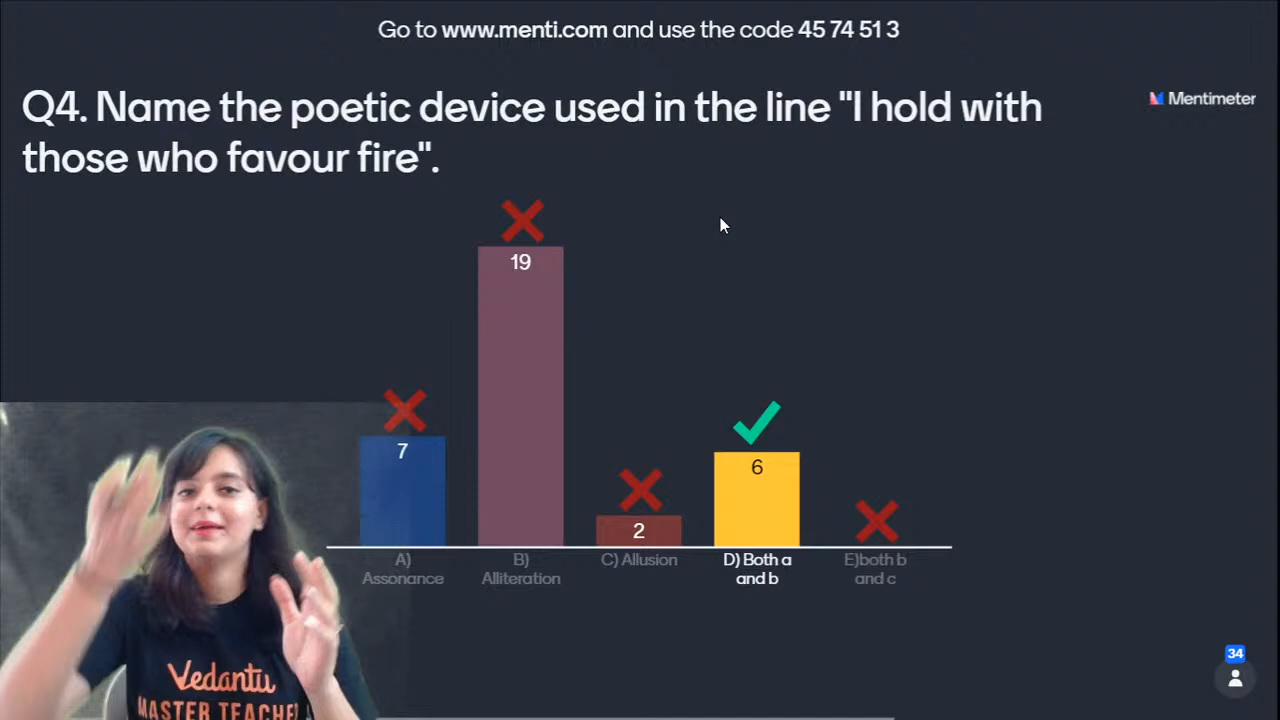 Go to www.menti.com and use the code 45 74 51 3
Mentimeter
Q4. Name the poetic device used in the line "I hold with
those who favour fire".
19
7
6
2
A)
Assonance
B)
Alliteration
C) Allusion
D) Both a
and b
E)both b
and c
Vedantu
MASTER TEACHER
34